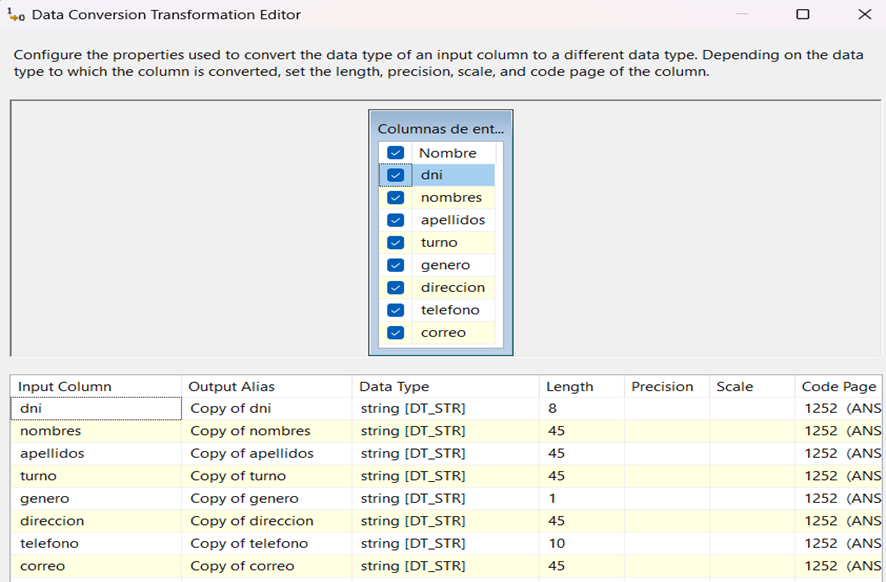 Data Conversion Transformation Editor
Configure the properties used to convert the data type of an input column to a different data type. Depending on the data
type to which the column is converted, set the length, precision, scale, and code page of the column.
Columnas de ent...
Nombre
dni
nombres
apellidos
turno
genero
direccion
telefono
correo
Input Column Output Alias Data Type Length Precision Scale Code Page
dni Copy of dni string [DT_STR] 8 1252 (ANS
nombres Copy of nombres string [DT_STR] 45 1252 (ANS
apellidos Copy of apellidos string [DT_STR] 45 1252 (ANS
turno Copy of turno string [DT_STR] 45 1252 (ANS
genero Copy of genero string [DT_STR] 1 1252 (ANS
direccion Copy of direccion string [DT_STR] 45 1252 (ANS
telefono Copy of telefono string [DT_STR] 10 1252 (ANS
correo Copy of correo string [DT_STR] 45 1252 (ANS